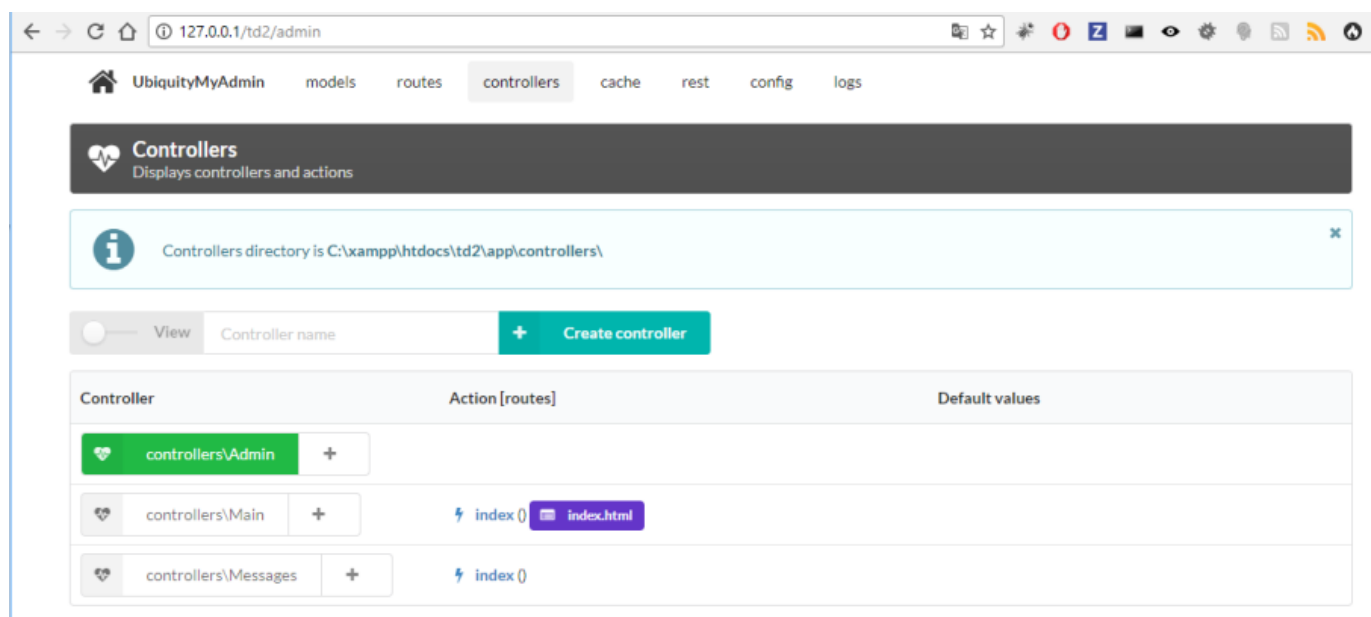 127.0.0.1/td2/admin
UbiquityMyAdmin models routes controllers cache rest config logs
Controllers
Displays controllers and actions
Controllers directory is C:\xampp\htdocs\td2\app\controllers\
View Controller name + Create controller
Controller Action [routes] Default values
controllers\Admin +
controllers\Main + index () index.html
controllers\Messages + index ()